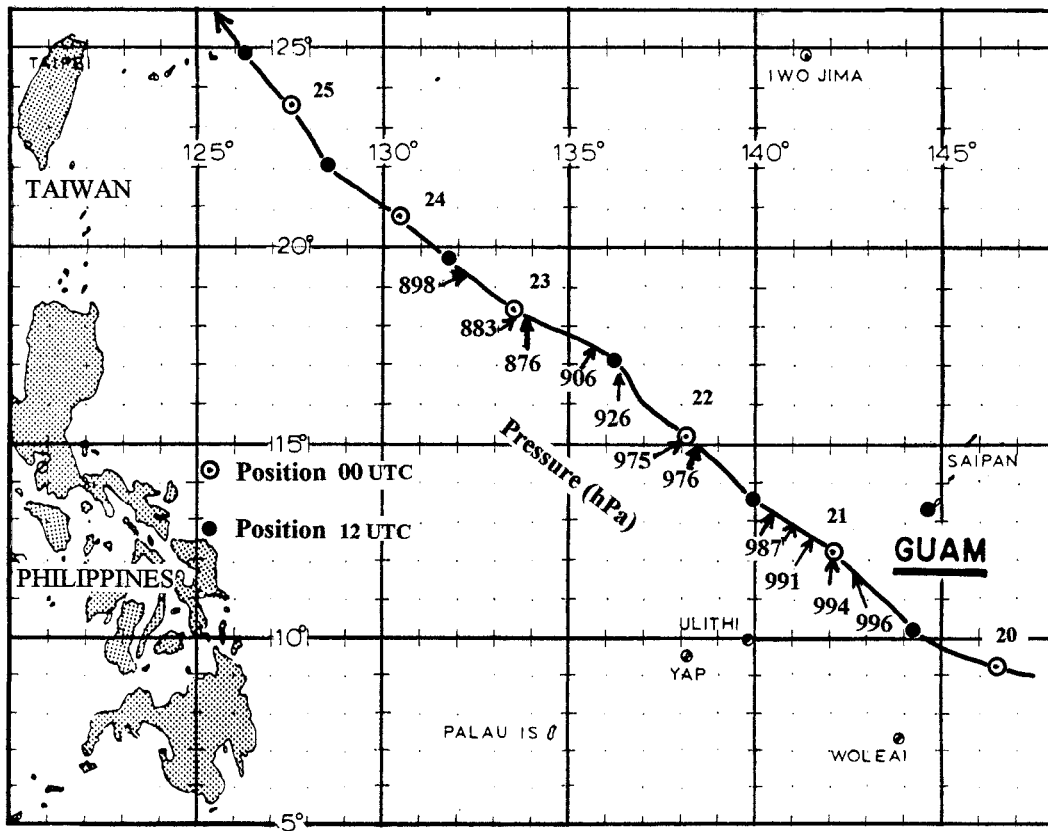 25°
TAIPEI
IWO JIMA
25
125°
130°
135°
140°
145°
TAIWAN
24
20°
23
898
883
876
906
926
22
15°
975
976
Pressure (hPa)
SAIPAN
Position 00 UTC
Position 12 UTC
21
987
GUAM
991
PHILIPPINES
994
996
ULITHI
20
10°
YAP
PALAU IS
WOLEAI
5°